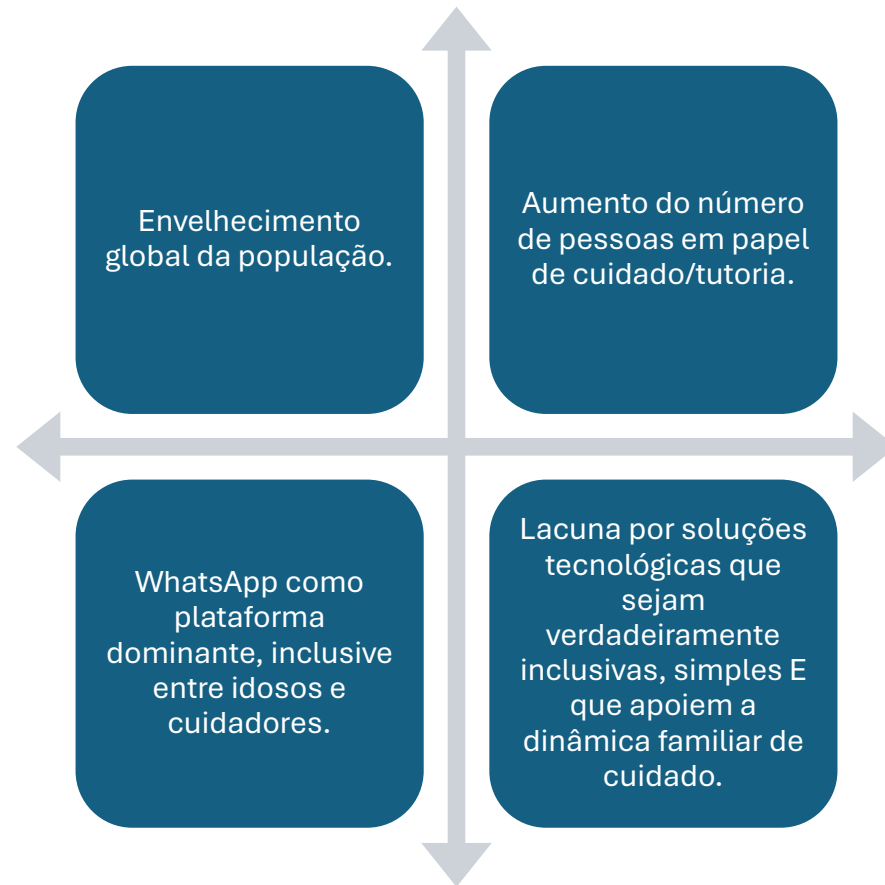 Envelhecimento
global da população.
Aumento do número
de pessoas em papel
de cuidado/tutoria.
WhatsApp como
plataforma
dominante, inclusive
entre idosos e
cuidadores.
Lacuna por soluções
tecnológicas que
sejam
verdadeiramente
inclusivas, simples E
que apoiem a
dinâmica familiar de
cuidado.